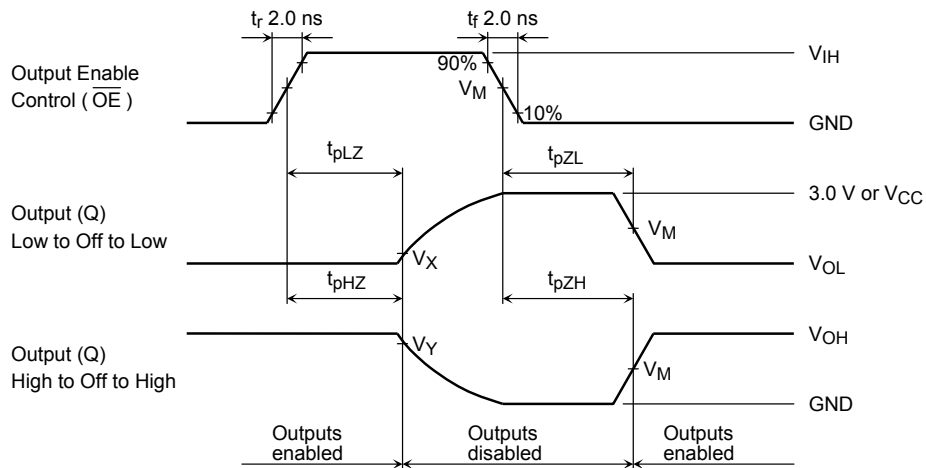 tr 2.0 ns
tf 2.0 ns
Output Enable
Control ( OE )
90%
VM
10%
VIH
GND
tpLZ
tpZL
3.0 V or VCC
Output (Q)
Low to Off to Low
VX
VM
VOL
tpHZ
tpZH
VOH
Output (Q)
High to Off to High
VY
VM
GND
Outputs
enabled
Outputs
disabled
Outputs
enabled